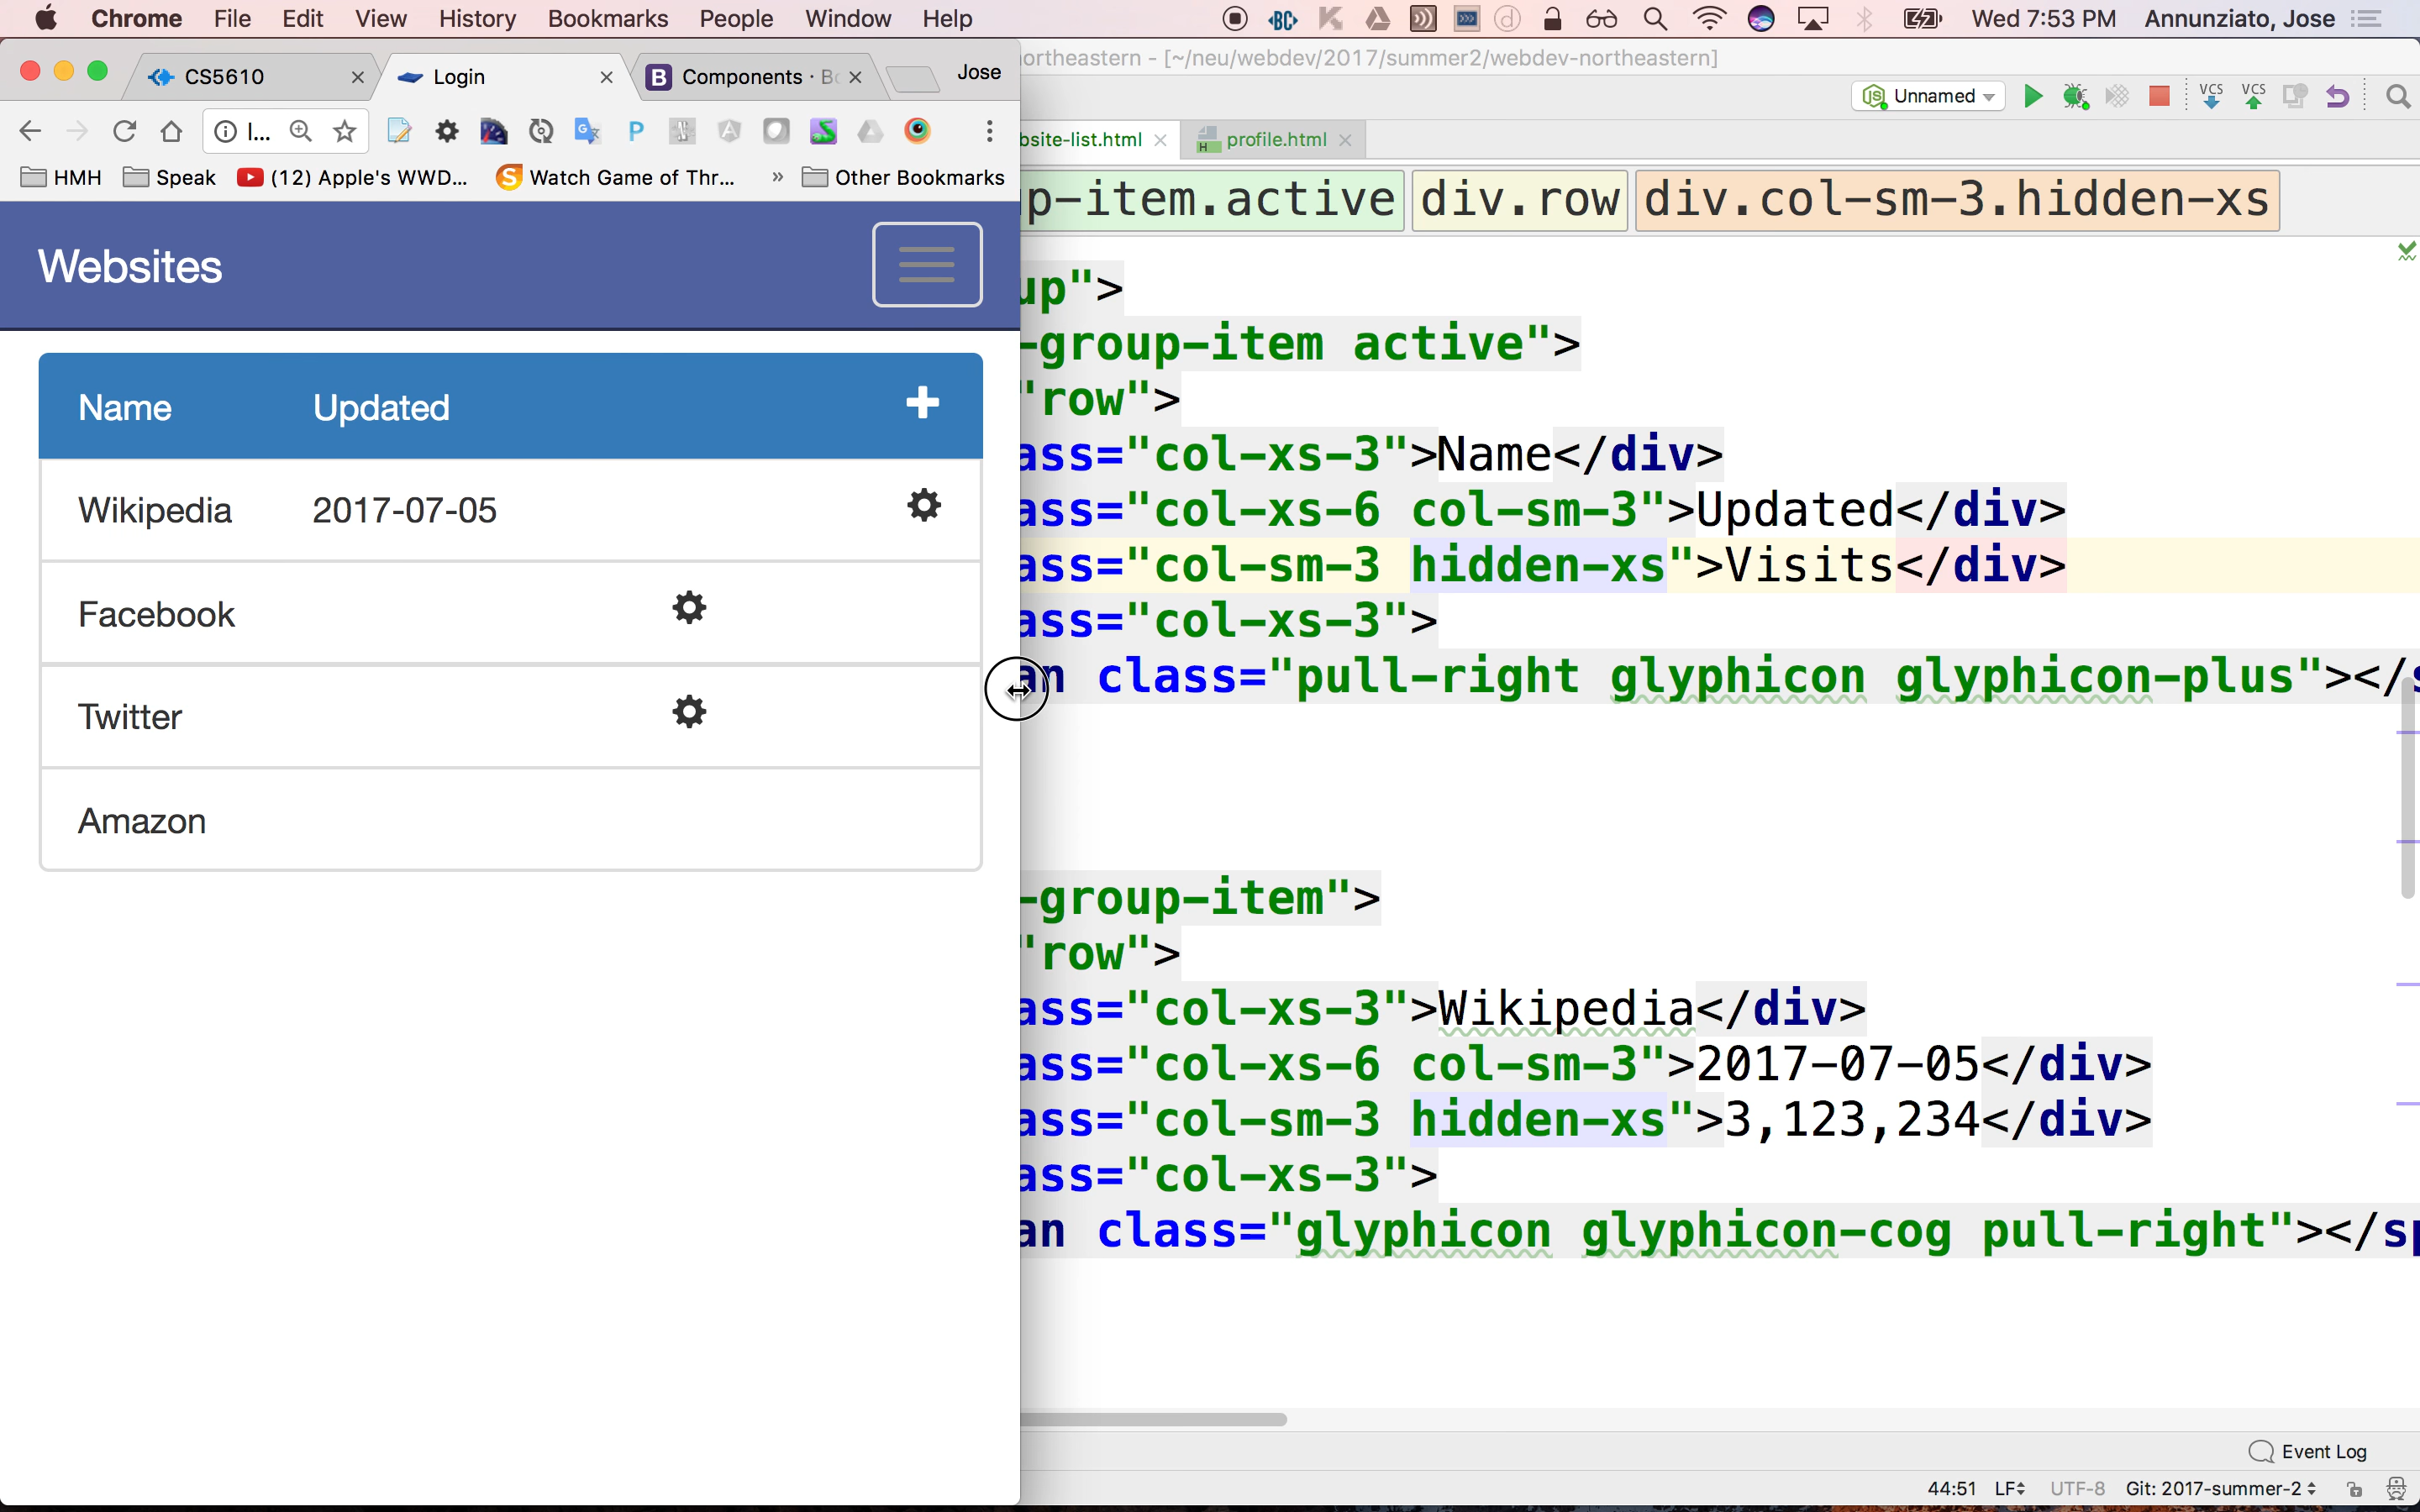 Chrome File Edit View History Bookmarks People Window Help Wed 7:53 PM Annunziato, Jose
CS5610 Login Components · Bo Jose
ortheastern - [~/neu/webdev/2017/summer2/webdev-northeastern]
Unnamed VCS VCS
l...
bsite-list.html profile.html
HMH Speak (12) Apple's WWD... Watch Game of Thr... » Other Bookmarks
p-item.active div.row div.col-sm-3.hidden-xs
Websites
up">
-group-item active">
"row">
Name Updated
ass="col-xs-3">Name</div>
Wikipedia 2017-07-05
ass="col-xs-6 col-sm-3">Updated</div>
ass="col-sm-3 hidden-xs">Visits</div>
Facebook
ass="col-xs-3">
an class="pull-right glyphicon glyphicon-plus"></s
Twitter
Amazon
-group-item">
"row">
ass="col-xs-3">Wikipedia</div>
ass="col-xs-6 col-sm-3">2017-07-05</div>
ass="col-sm-3 hidden-xs">3,123,234</div>
ass="col-xs-3">
an class="glyphicon glyphicon-cog pull-right"></sp
Event Log
44:51 LF UTF-8 Git: 2017-summer-2